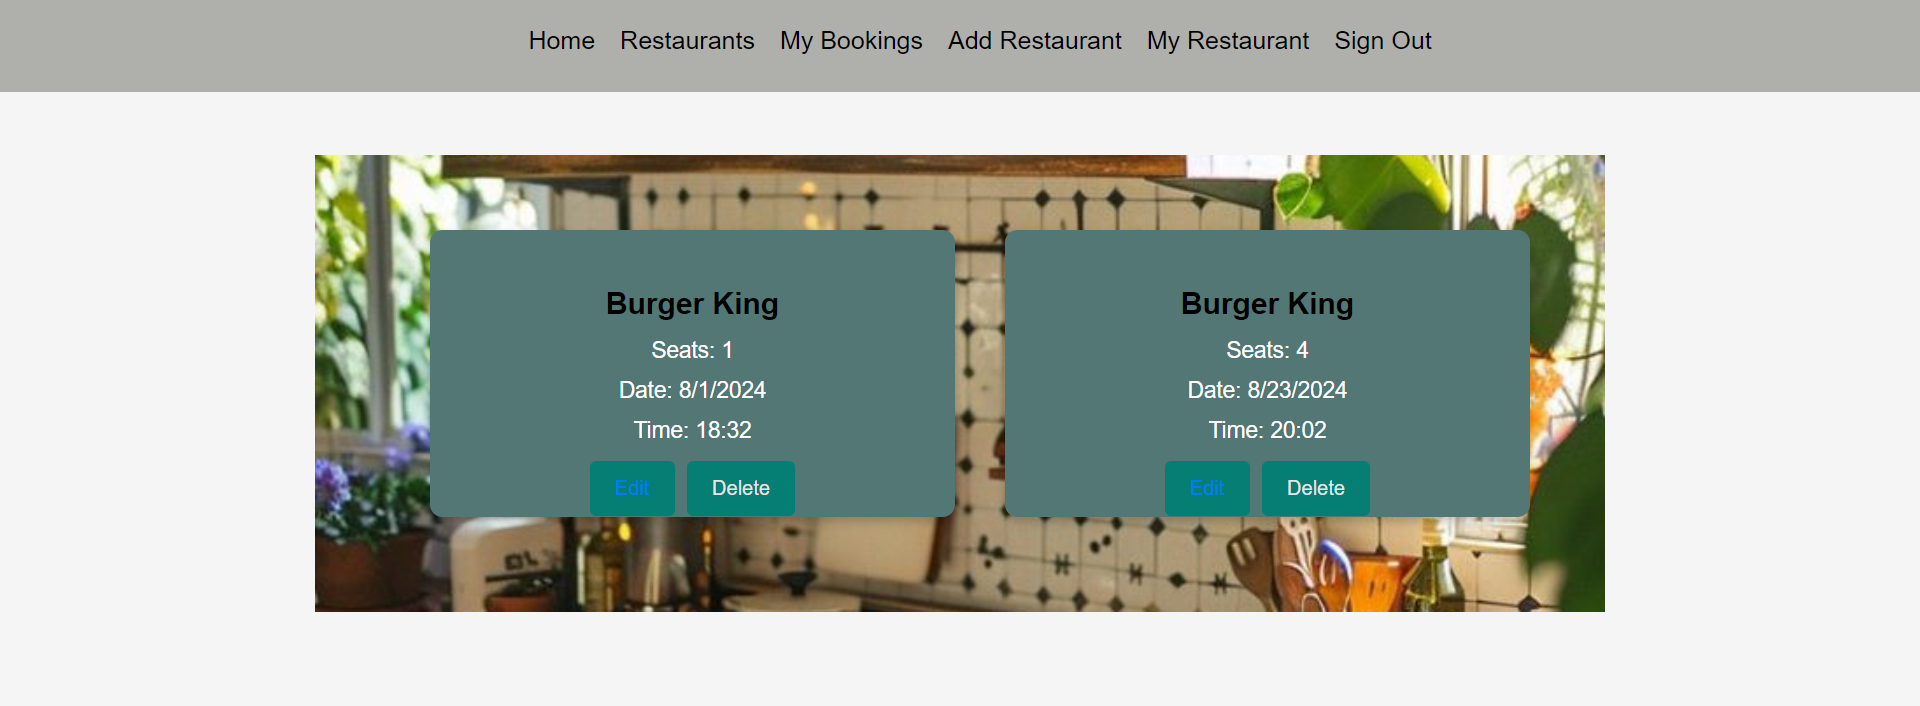 Home Restaurants My Bookings Add Restaurant My Restaurant Sign Out
Burger King
Seats: 1
Date: 8/1/2024
Time: 18:32
Edit Delete
Burger King
Seats: 4
Date: 8/23/2024
Time: 20:02
Edit Delete